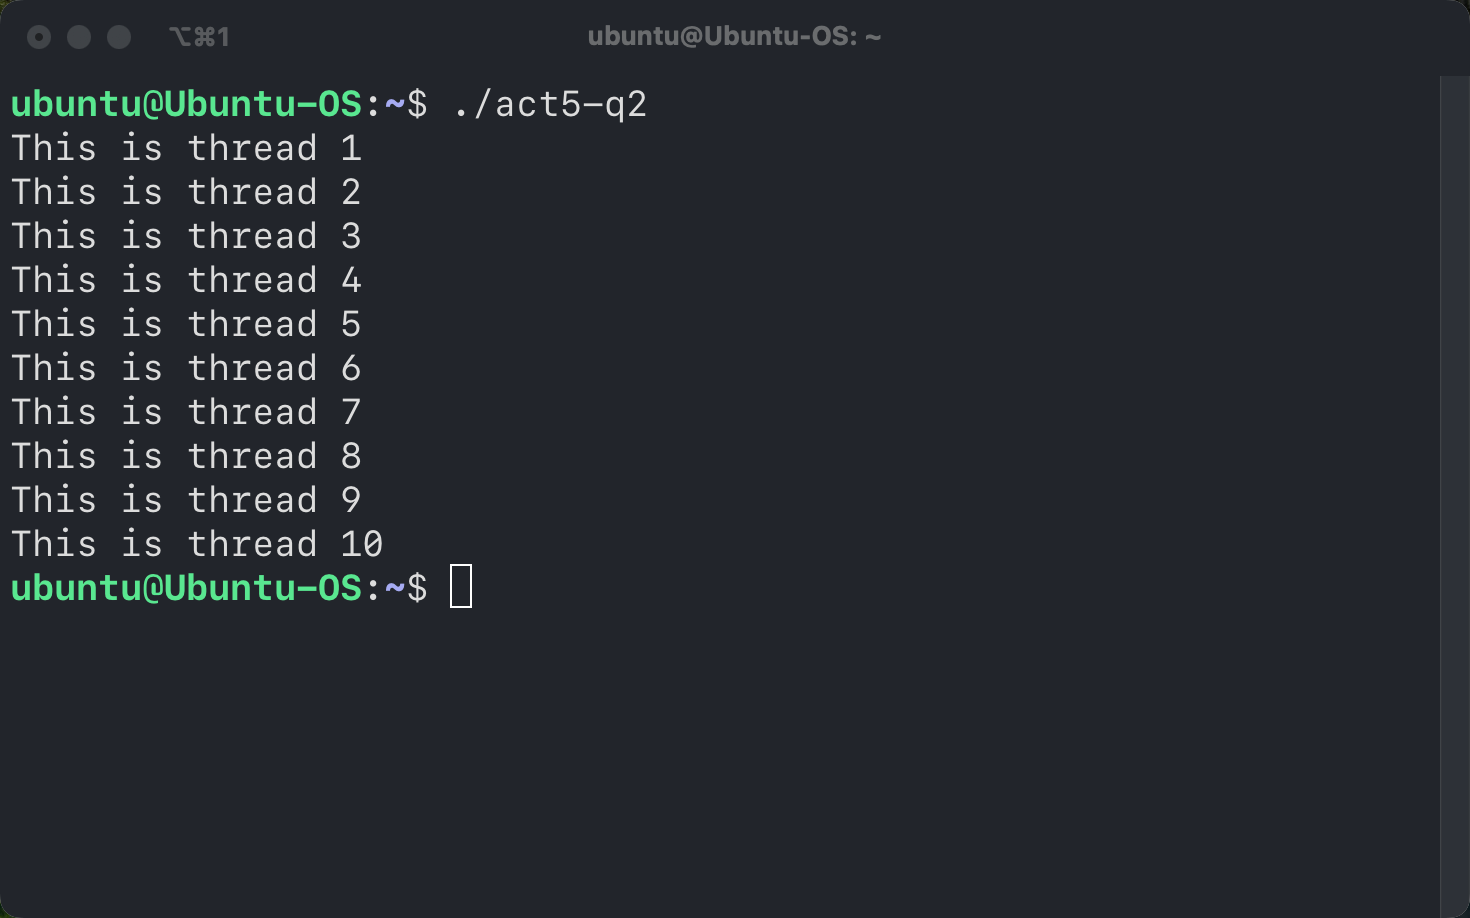 ⌥⌘1
ubuntu@Ubuntu-OS: ~
ubuntu@Ubuntu-OS:~$ ./act5-q2
This is thread 1
This is thread 2
This is thread 3
This is thread 4
This is thread 5
This is thread 6
This is thread 7
This is thread 8
This is thread 9
This is thread 10
ubuntu@Ubuntu-OS:~$